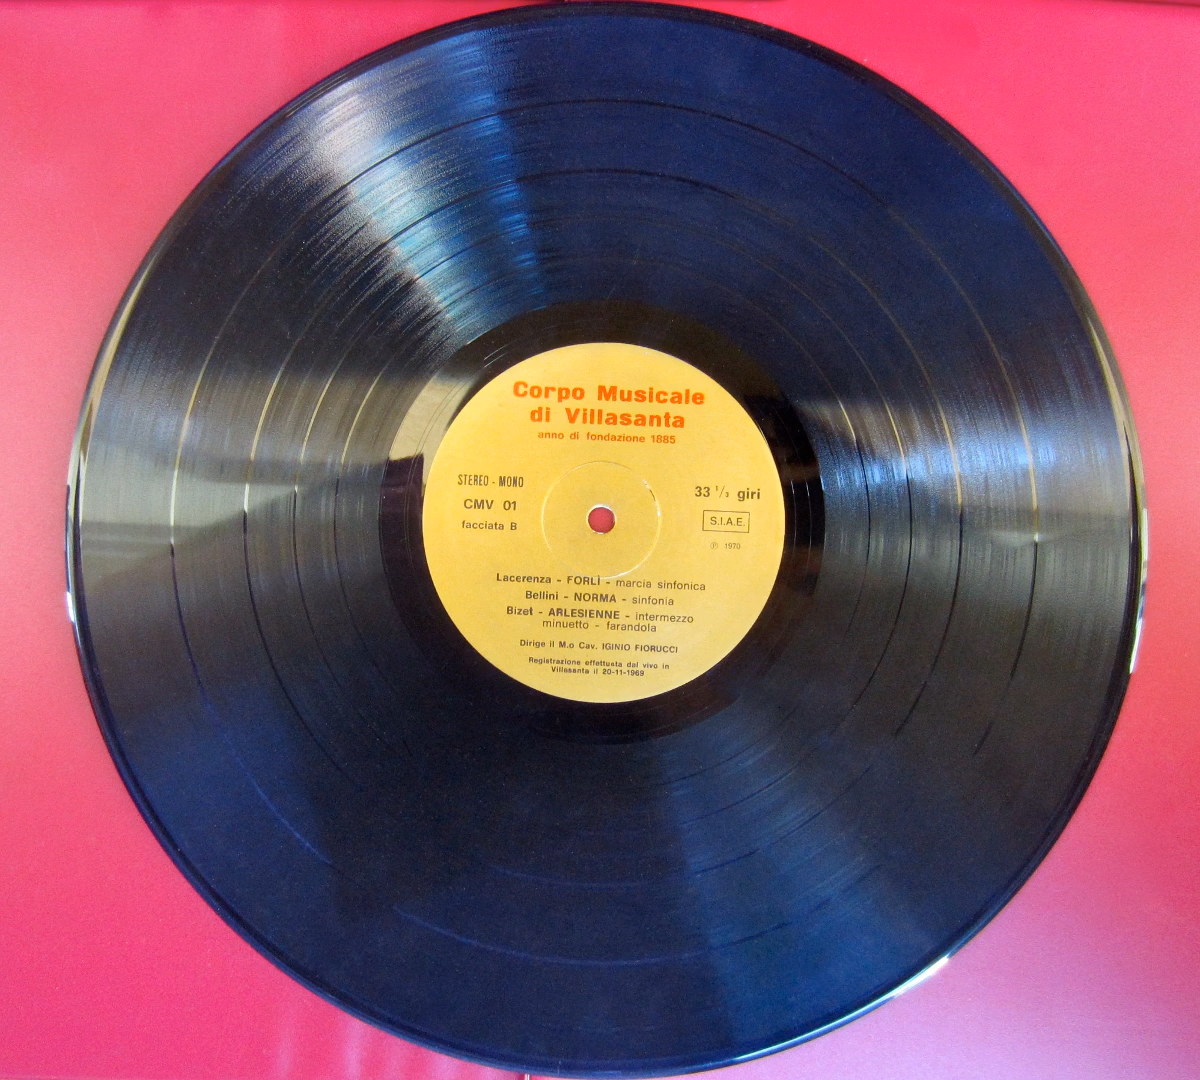 Corpo Musicale
di Villasanta
anno di fondazione 1885
STEREO - MONO
33 ¹/₃ giri
CMV 01
S.I.A.E.
facciata B
Ⓟ 1970
Lacerenza - FORLÌ - marcia sinfonica
Bellini - NORMA - sinfonia
Bizet - ARLESIENNE - intermezzo
minuetto - farandola
Dirige il M.o Cav. IGINIO FIORUCCI
Registrazione effettuata dal vivo in
Villasanta il 20-11-1969